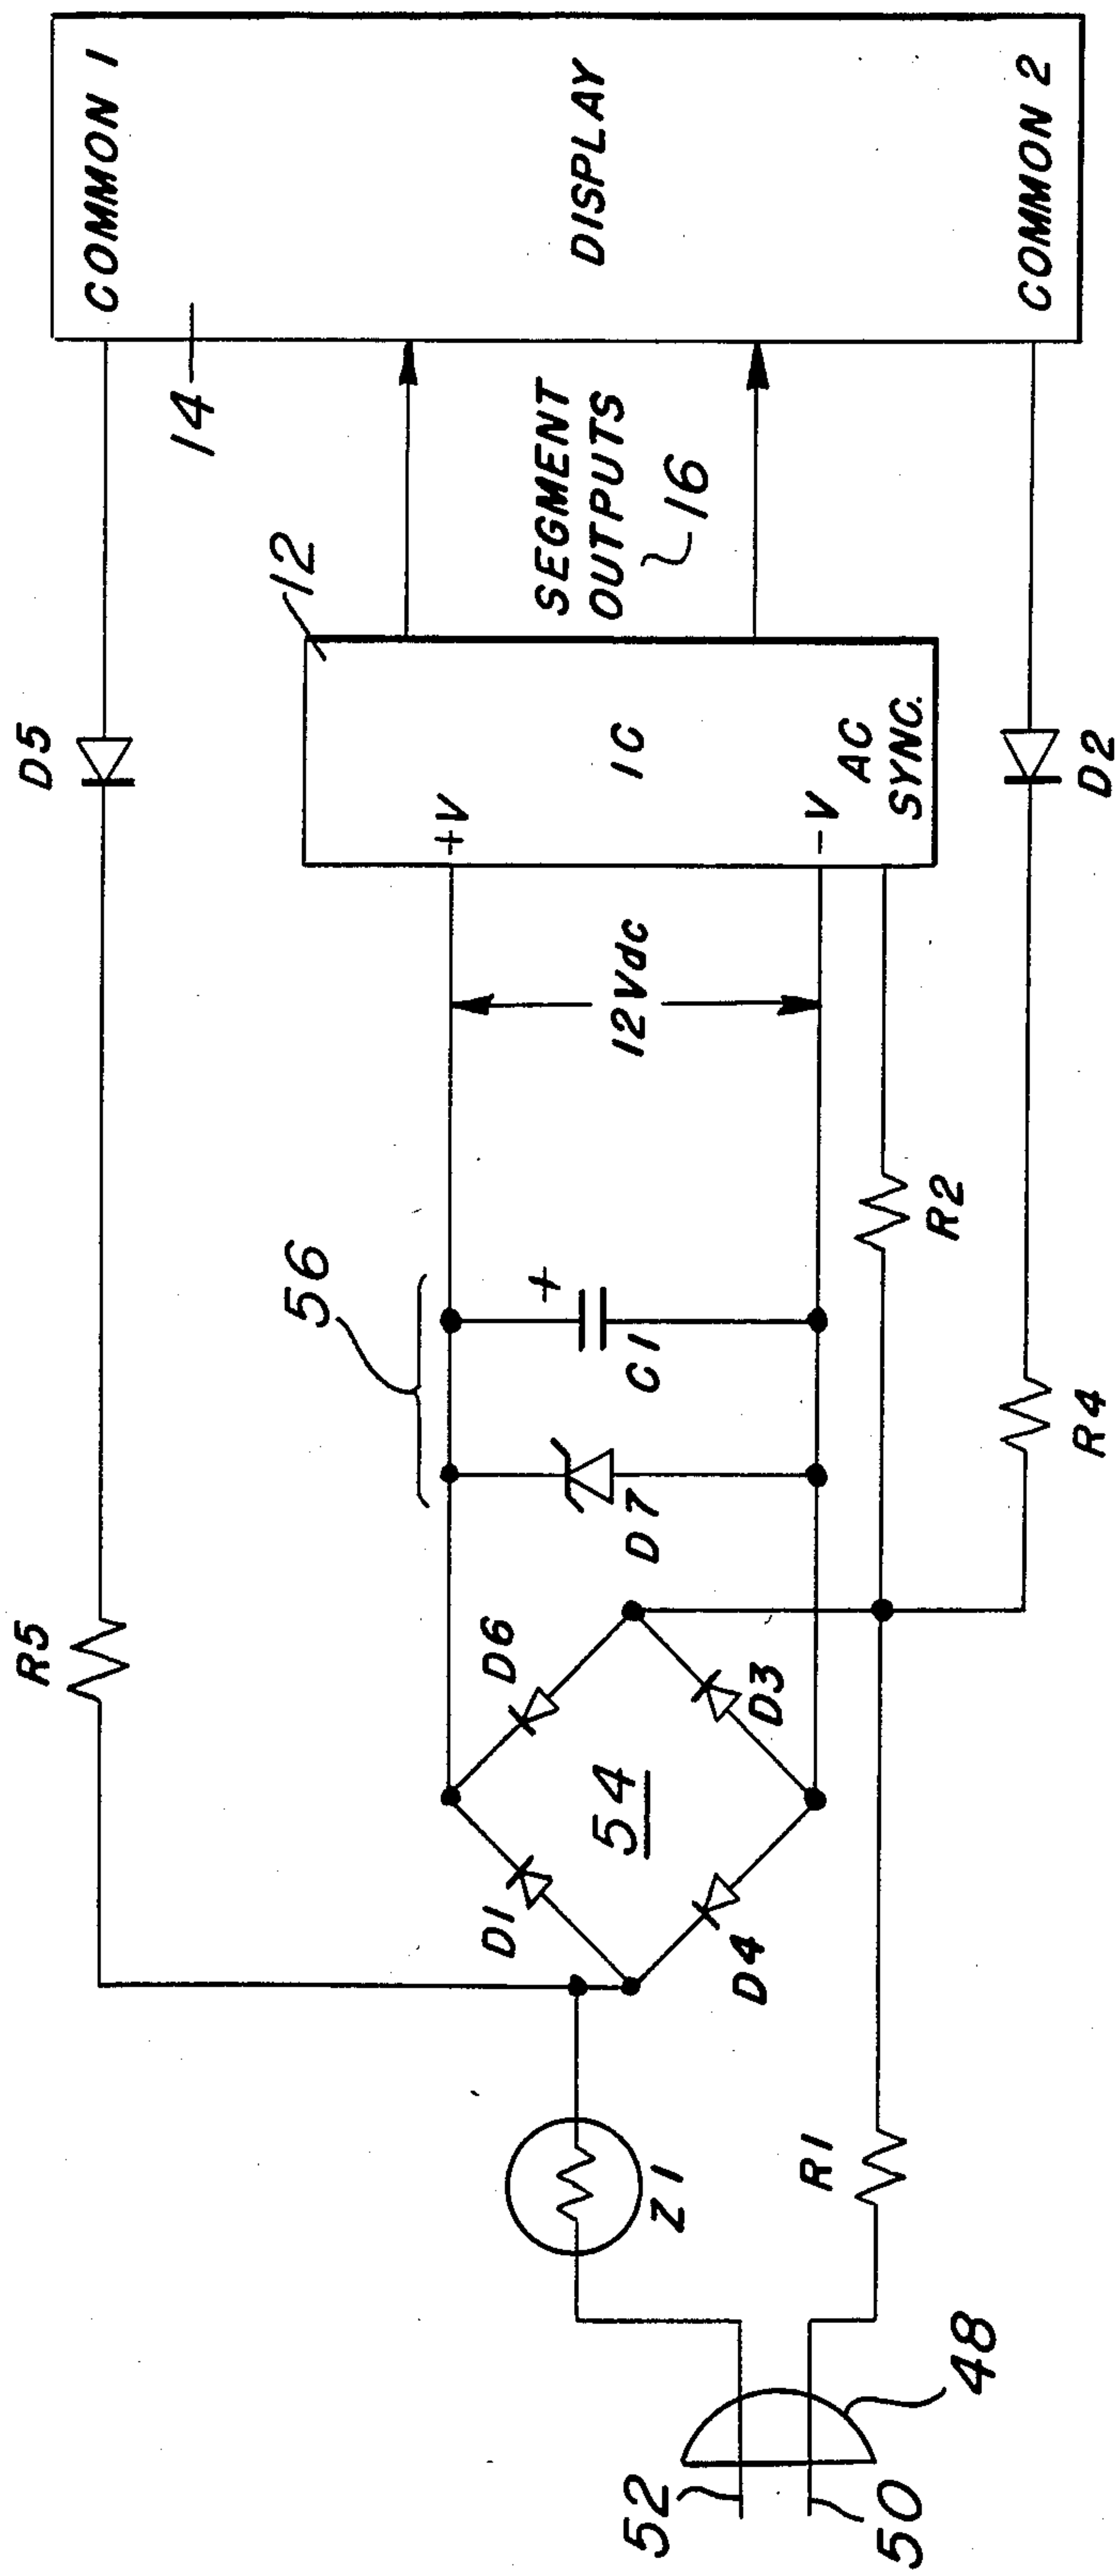 COMMON 1
DISPLAY
COMMON 2
14
SEGMENT
OUTPUTS
16
12
D5
+V
IC
-V
AC
SYNC.
D2
12Vdc
R2
56
+
C1
D7
R4
R5
D6
D3
54
D1
D4
Z1
R1
48
52
50